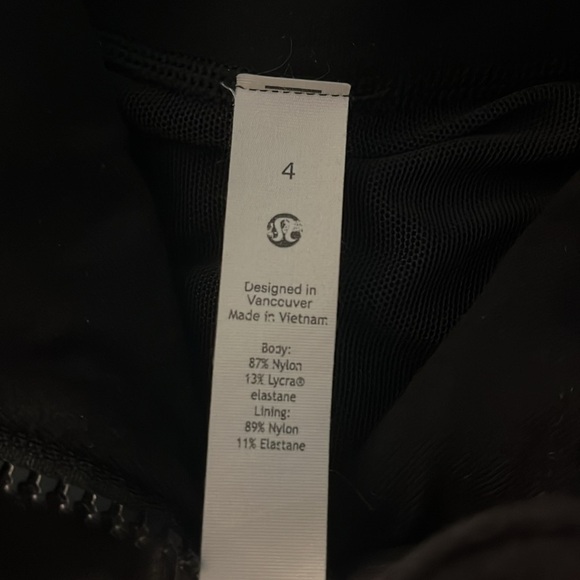 4
Designed in
Vancouver
Made in Vietnam
Body:
87% Nylon
13% Lycra®
elastane
Lining:
89% Nylon
11% Elastane